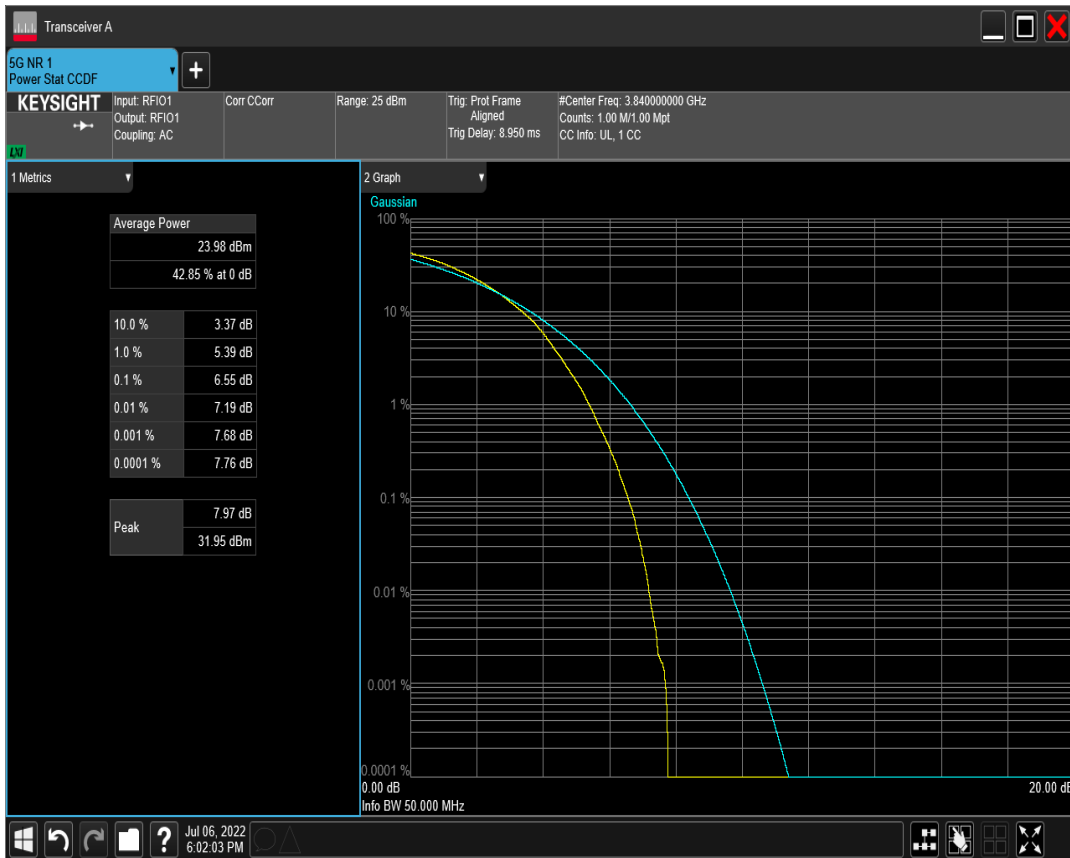 Transceiver A
5G NR 1
Power Stat CCDF
+
KEYSIGHT
LXI
Input: RFIO1
Output: RFIO1
Coupling: AC
Corr CCorr
Range: 25 dBm
Trig: Prot Frame
Aligned
Trig Delay: 8.950 ms
#Center Freq: 3.840000000 GHz
Counts: 1.00 M/1.00 Mpt
CC Info: UL, 1 CC
1 Metrics
Average Power
23.98 dBm
42.85 % at 0 dB
10.0 % 3.37 dB
1.0 % 5.39 dB
0.1 % 6.55 dB
0.01 % 7.19 dB
0.001 % 7.68 dB
0.0001 % 7.76 dB
Peak
7.97 dB
31.95 dBm
2 Graph
Gaussian
100 %
10 %
1 %
0.1 %
0.01 %
0.001 %
0.0001 %
0.00 dB 20.00 dB
Info BW 50.000 MHz
?
Jul 06, 2022
6:02:03 PM